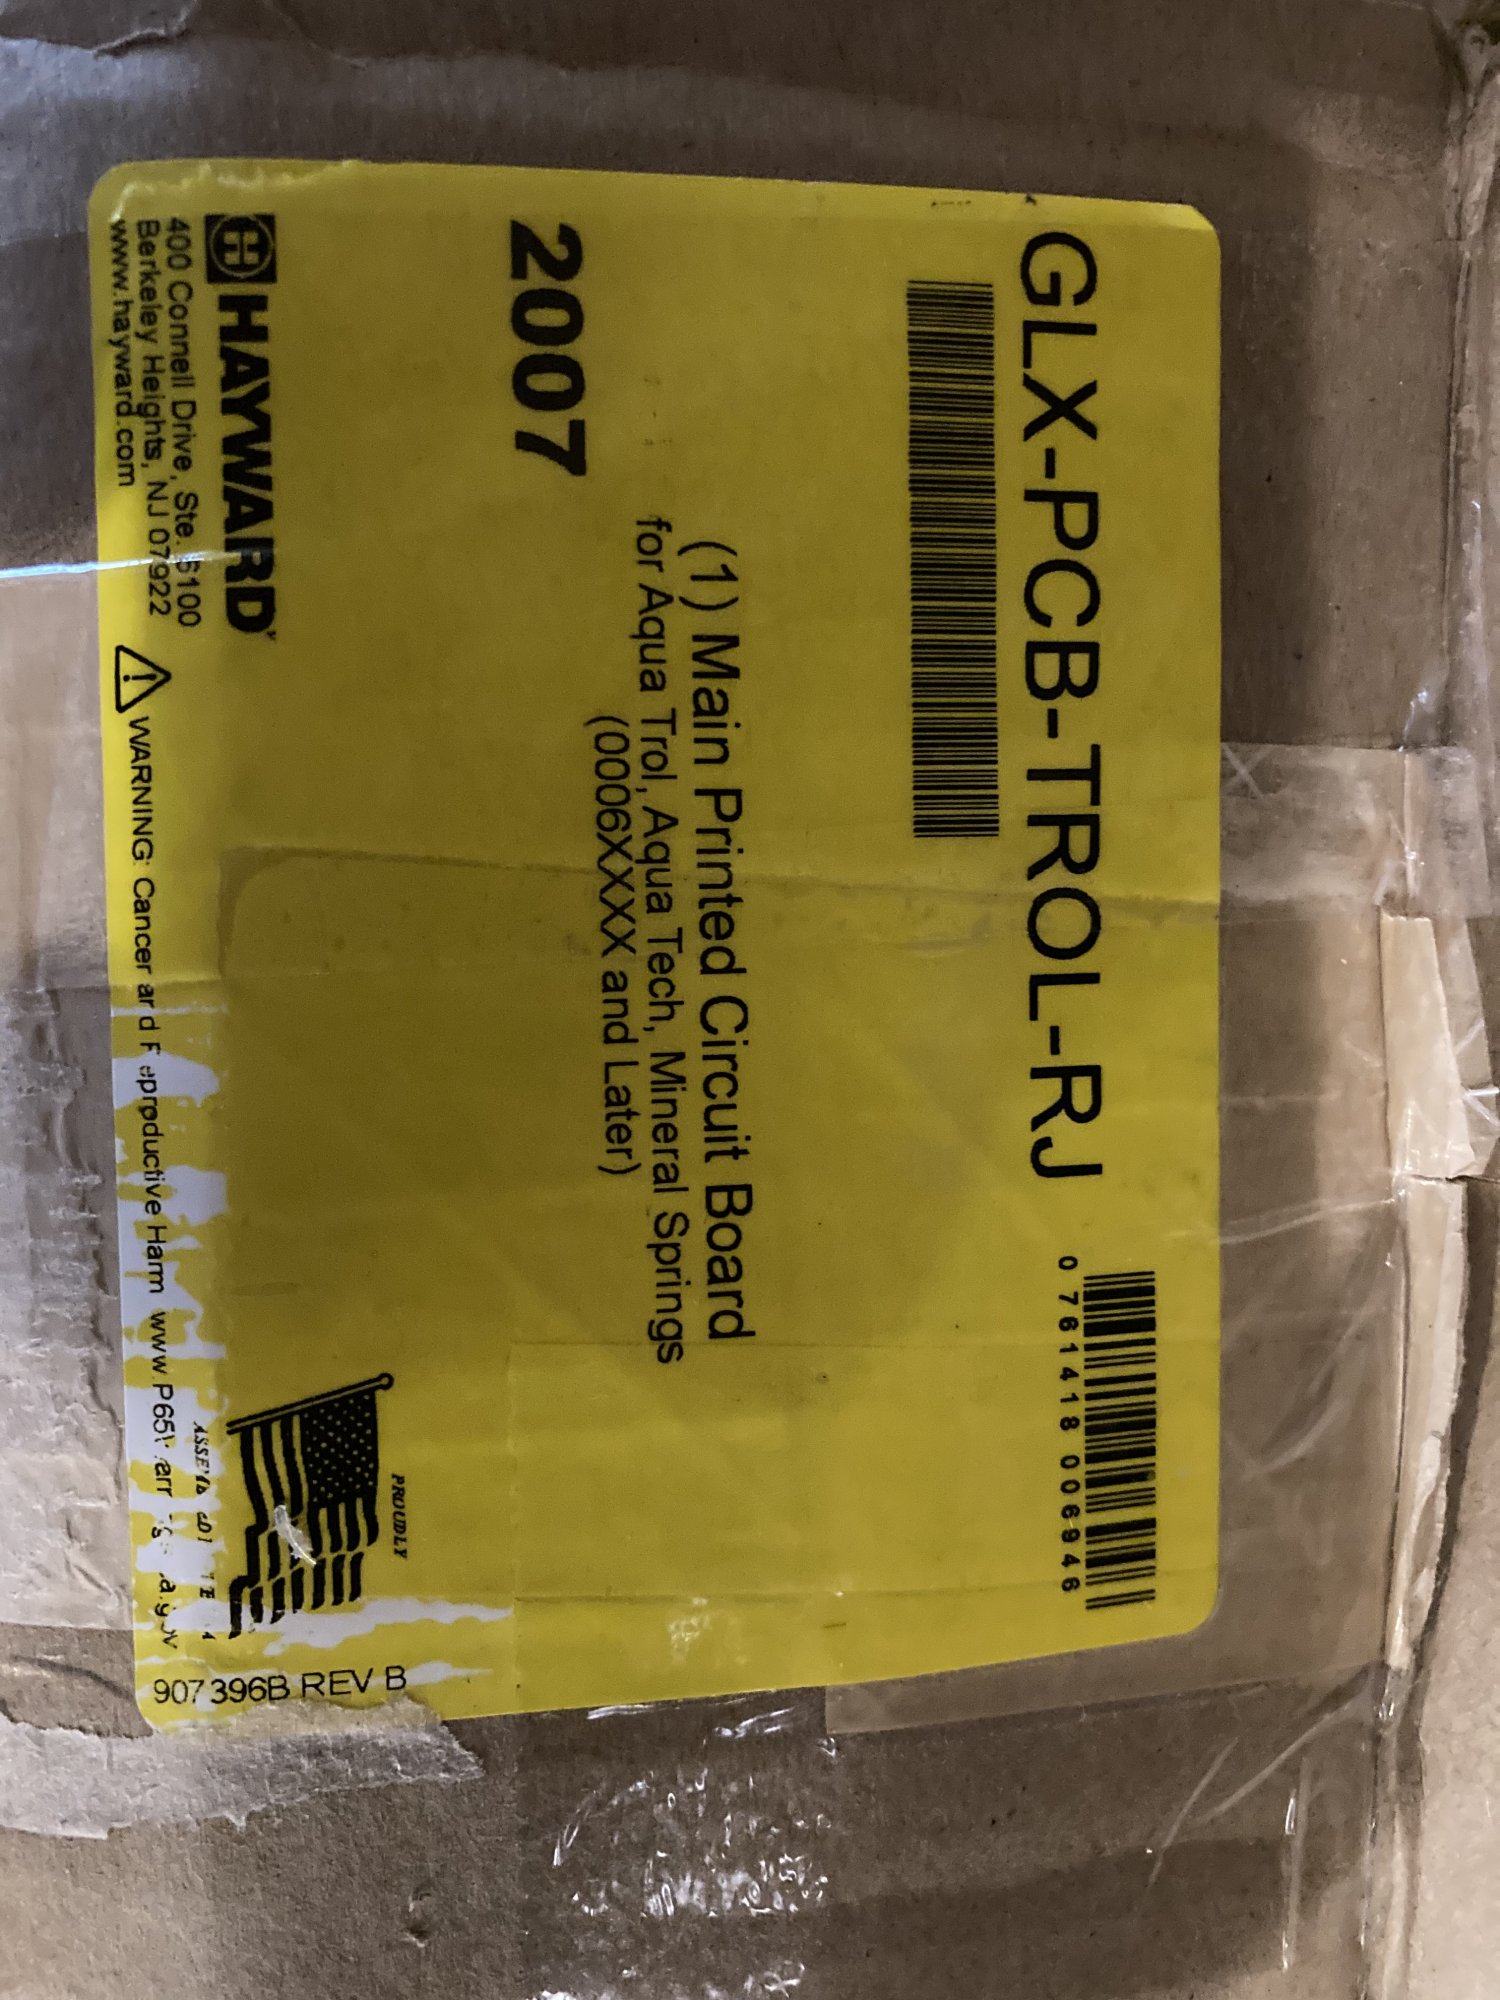 GLX-PCB-TROL-RJ
0 761418 006946
(1) Main Printed Circuit Board
for Aqua Trol, Aqua Tech, Mineral Springs
(0006XXXX and Later)
2007
H HAYWARD
400 Connell Drive, Ste. 6100
Berkeley Heights, NJ 07922
www.hayward.com
WARNING: Cancer and Reproductive Harm www.P65
PROUDLY
907396B REV B